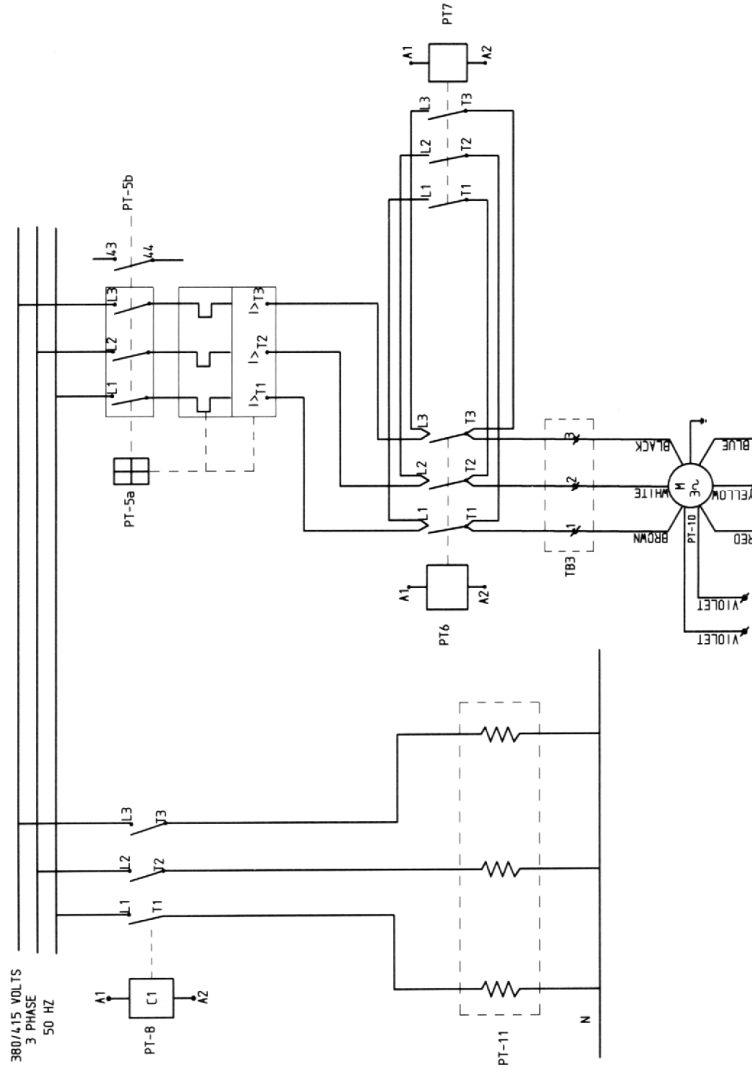 380/415 VOLTS
3 PHASE
50 HZ
A1
C1
A2
PT-8
L1
L2
L3
T1
T2
T3
PT-11
N
PT-5a
L1
L2
L3
43
44
PT-5b
I>
I>
I>
T1
T2
T3
A1
A2
PT6
L1
L2
L3
T1
T2
T3
L1
L2
L3
T1
T2
T3
A1
A2
PT7
TB3
1
2
3
BROWN
WHITE
BLACK
M
3~
PT-10
VIOLET
VIOLET
RED
YELLOW
BLUE